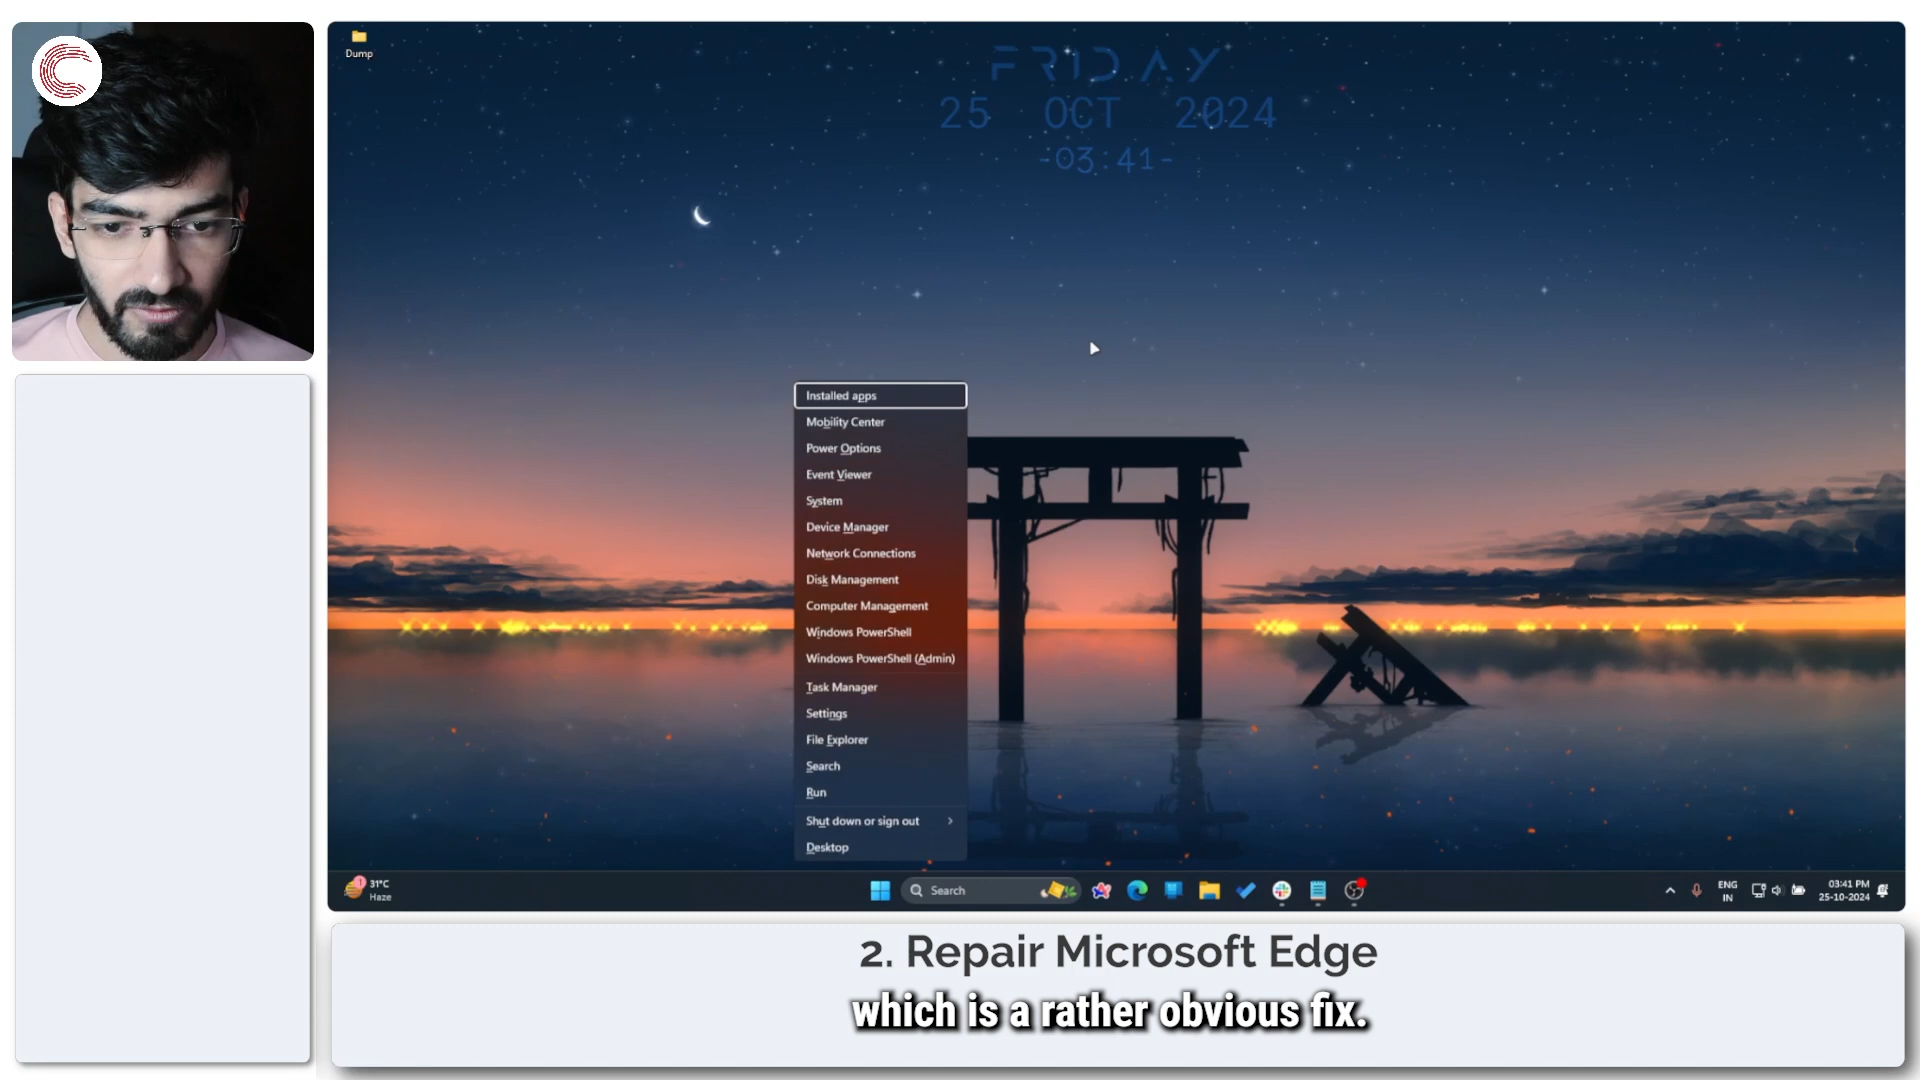 Dump
FRIDAY
25 OCT 2024
-03:41-
Installed apps
Mobility Center
Power Options
Event Viewer
System
Device Manager
Network Connections
Disk Management
Computer Management
Windows PowerShell
Windows PowerShell (Admin)
Task Manager
Settings
File Explorer
Search
Run
Shut down or sign out
Desktop
1
31°C
Haze
Search
ENG
IN
03:41 PM
25-10-2024
2. Repair Microsoft Edge
which is a rather obvious fix.